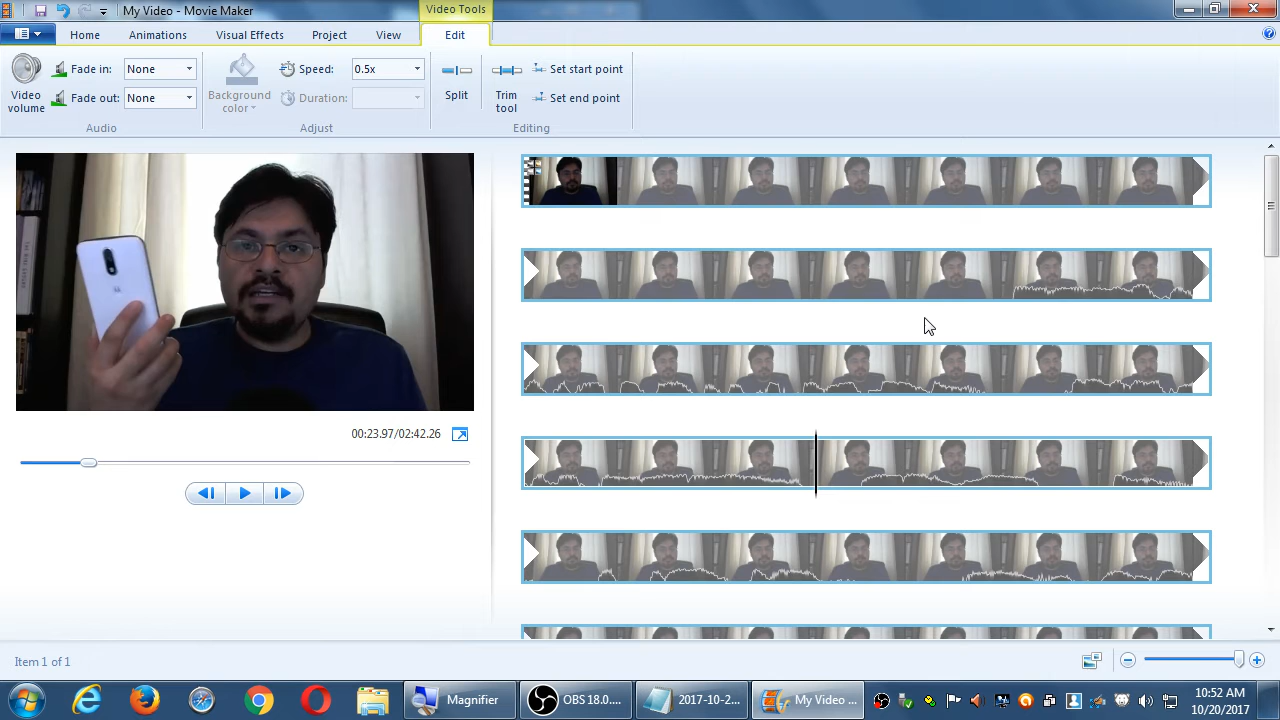 My Video - Movie Maker
Video Tools
Home
Animations
Visual Effects
Project
View
Edit
Video volume
Fade in: None
Fade out: None
Audio
Background color
Speed: 0.5x
Duration:
Adjust
Split
Trim tool
Set start point
Set end point
Editing
00:23.97/02:42.26
Item 1 of 1
Magnifier
OBS 18.0....
2017-10-2...
My Video ...
10:52 AM
10/20/2017